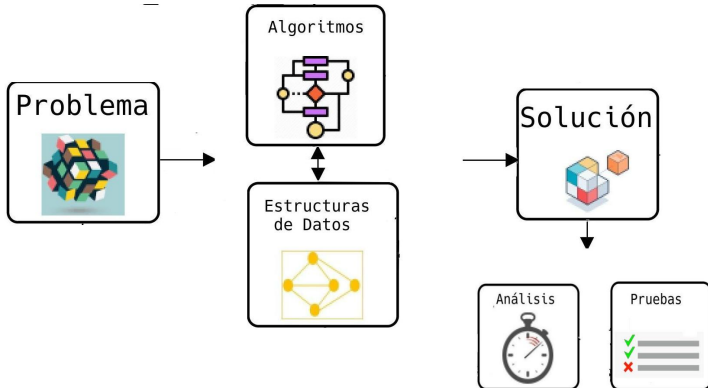 Problema
Algoritmos
Estructuras
de Datos
Solución
Análisis
Pruebas